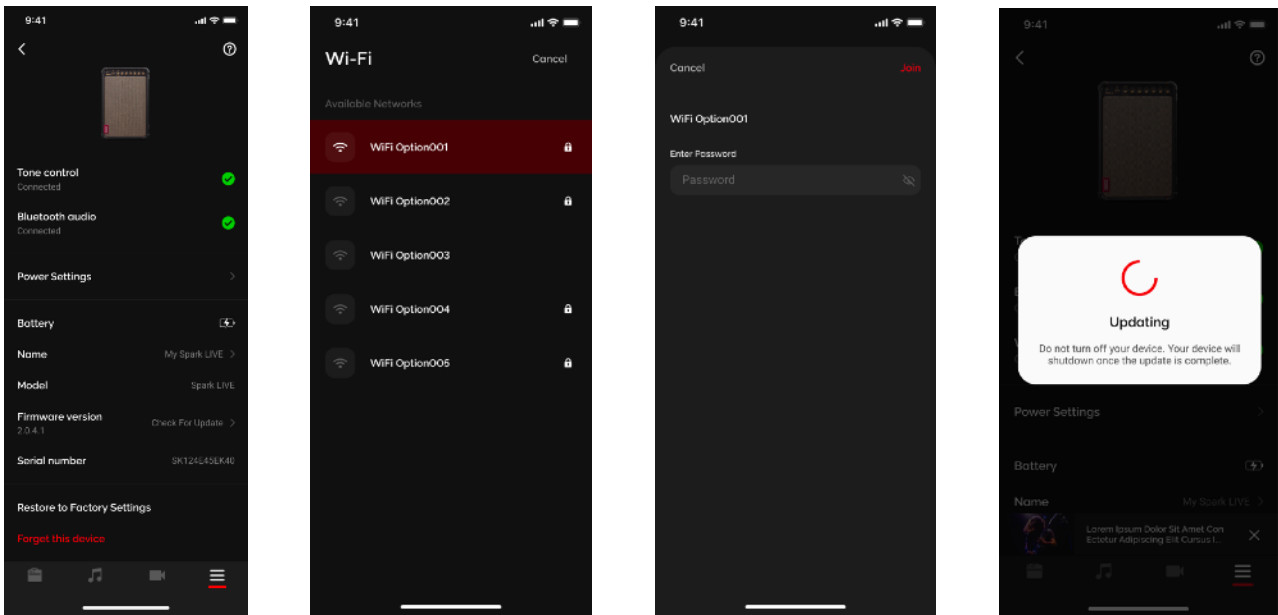 9:41
Tone control
Connected
Bluetooth audio
Connected
Power Settings
Battery
Name My Spark LIVE
Model Spark LIVE
Firmware version
2.0.4.1 Check For Update
Serial number SK124E45EK40
Restore to Factory Settings
Forget this device
9:41
Wi-Fi Cancel
Available Networks
WiFi Option001
WiFi Option002
WiFi Option003
WiFi Option004
WiFi Option005
9:41
Cancel Join
WiFi Option001
Enter Password
Password
9:41
Updating
Do not turn off your device. Your device will
shutdown once the update is complete.
Power Settings
Battery
Name My Spark LIVE
Lorem Ipsum Dolor Sit Amet Con
Ectetur Adipiscing Elit Cursus I...